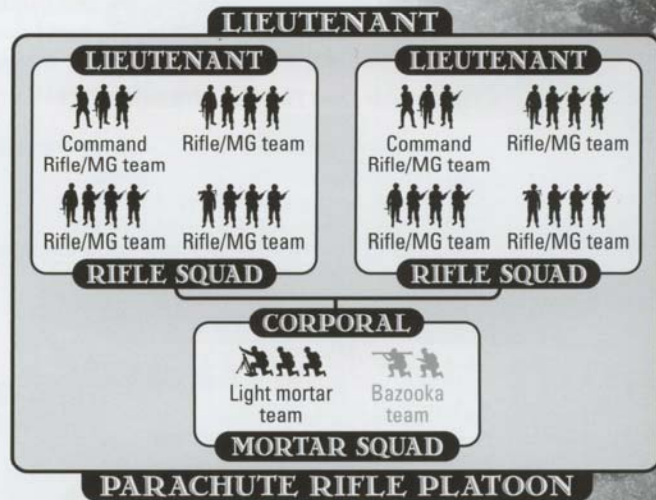 LIEUTENANT
LIEUTENANT
Command
Rifle/MG team
Rifle/MG team
Rifle/MG team
Rifle/MG team
RIFLE SQUAD
LIEUTENANT
Command
Rifle/MG team
Rifle/MG team
Rifle/MG team
Rifle/MG team
RIFLE SQUAD
CORPORAL
Light mortar
team
Bazooka
team
MORTAR SQUAD
PARACHUTE RIFLE PLATOON